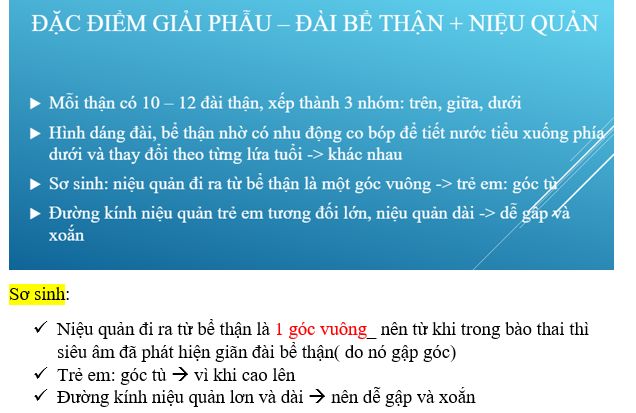 ĐẶC ĐIỂM GIẢI PHẪU – ĐÀI BỂ THẬN + NIỆU QUẢN
▶ Mỗi thận có 10 – 12 đài thận, xếp thành 3 nhóm: trên, giữa, dưới
▶ Hình dáng đài, bể thận nhờ có nhu động co bóp để tiết nước tiểu xuống phía
dưới và thay đổi theo từng lứa tuổi -> khác nhau
▶ Sơ sinh: niệu quản đi ra từ bể thận là một góc vuông -> trẻ em: góc tù
▶ Đường kính niệu quản trẻ em tương đối lớn, niệu quản dài -> dễ gấp và
xoắn
Sơ sinh:
✓ Niệu quản đi ra từ bể thận là 1 góc vuông_ nên từ khi trong bào thai thì
siêu âm đã phát hiện giãn đài bể thận( do nó gập góc)
✓ Trẻ em: góc tù → vì khi cao lên
✓ Đường kính niệu quản lơn và dài → nên dễ gập và xoắn